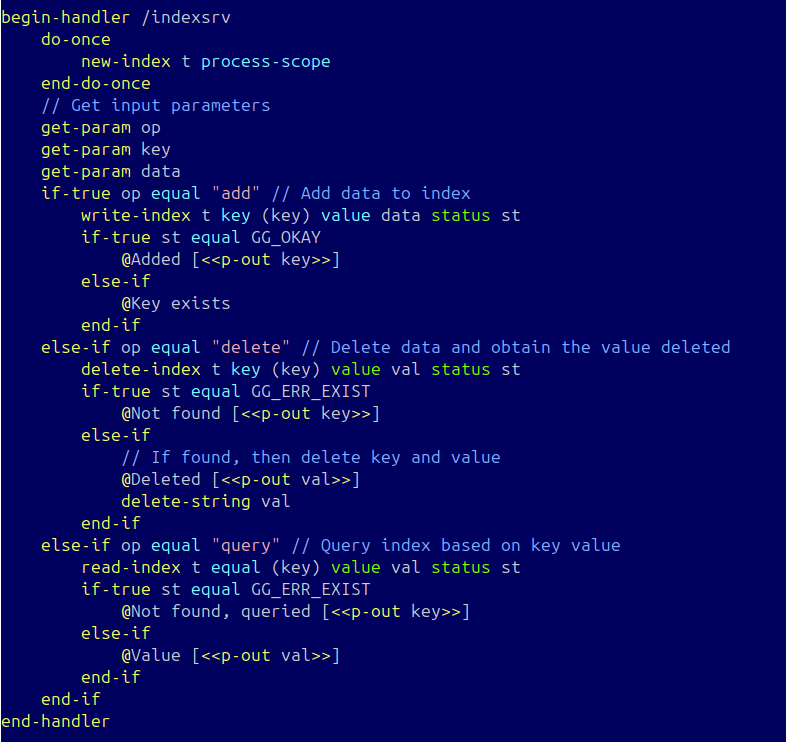 begin-handler /indexsrv
    do-once
        new-index t process-scope
    end-do-once
    // Get input parameters
    get-param op
    get-param key
    get-param data
    if-true op equal "add" // Add data to index
        write-index t key (key) value data status st
        if-true st equal GG_OKAY
            @Added [<<p-out key>>]
        else-if
            @Key exists
        end-if
    else-if op equal "delete" // Delete data and obtain the value deleted
        delete-index t key (key) value val status st
        if-true st equal GG_ERR_EXIST
            @Not found [<<p-out key>>]
        else-if
            // If found, then delete key and value
            @Deleted [<<p-out val>>]
            delete-string val
        end-if
    else-if op equal "query" // Query index based on key value
        read-index t equal (key) value val status st
        if-true st equal GG_ERR_EXIST
            @Not found, queried [<<p-out key>>]
        else-if
            @Value [<<p-out val>>]
        end-if
    end-if
end-handler